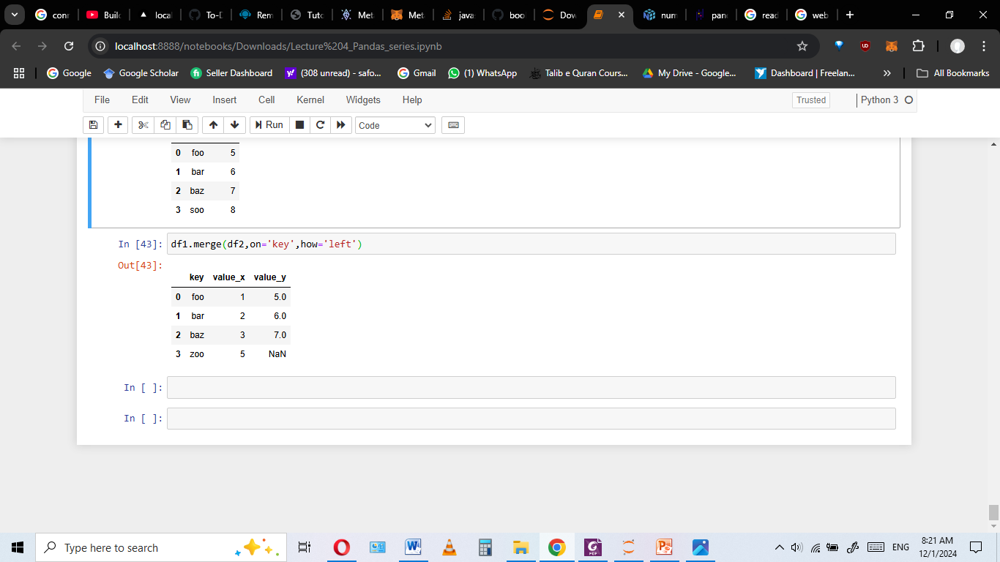 conn
Builc
local
To-D
Rem
Tuto
Met
Met
java
boo
Dow
num
pan
read
web
localhost:8888/notebooks/Downloads/Lecture%204_Pandas_series.ipynb
Google
Google Scholar
Seller Dashboard
(308 unread) - safo...
Gmail
(1) WhatsApp
Talib e Quran Cours...
My Drive - Google...
Dashboard | Freelan...
»
All Bookmarks
File Edit View Insert Cell Kernel Widgets Help
Trusted
Python 3
Run
Code
0 foo 5
1 bar 6
2 baz 7
3 soo 8
In [43]: df1.merge(df2,on='key',how='left')
Out[43]:
key value_x value_y
0 foo 1 5.0
1 bar 2 6.0
2 baz 3 7.0
3 zoo 5 NaN
In [ ]:
In [ ]:
Type here to search
ENG
8:21 AM
12/1/2024